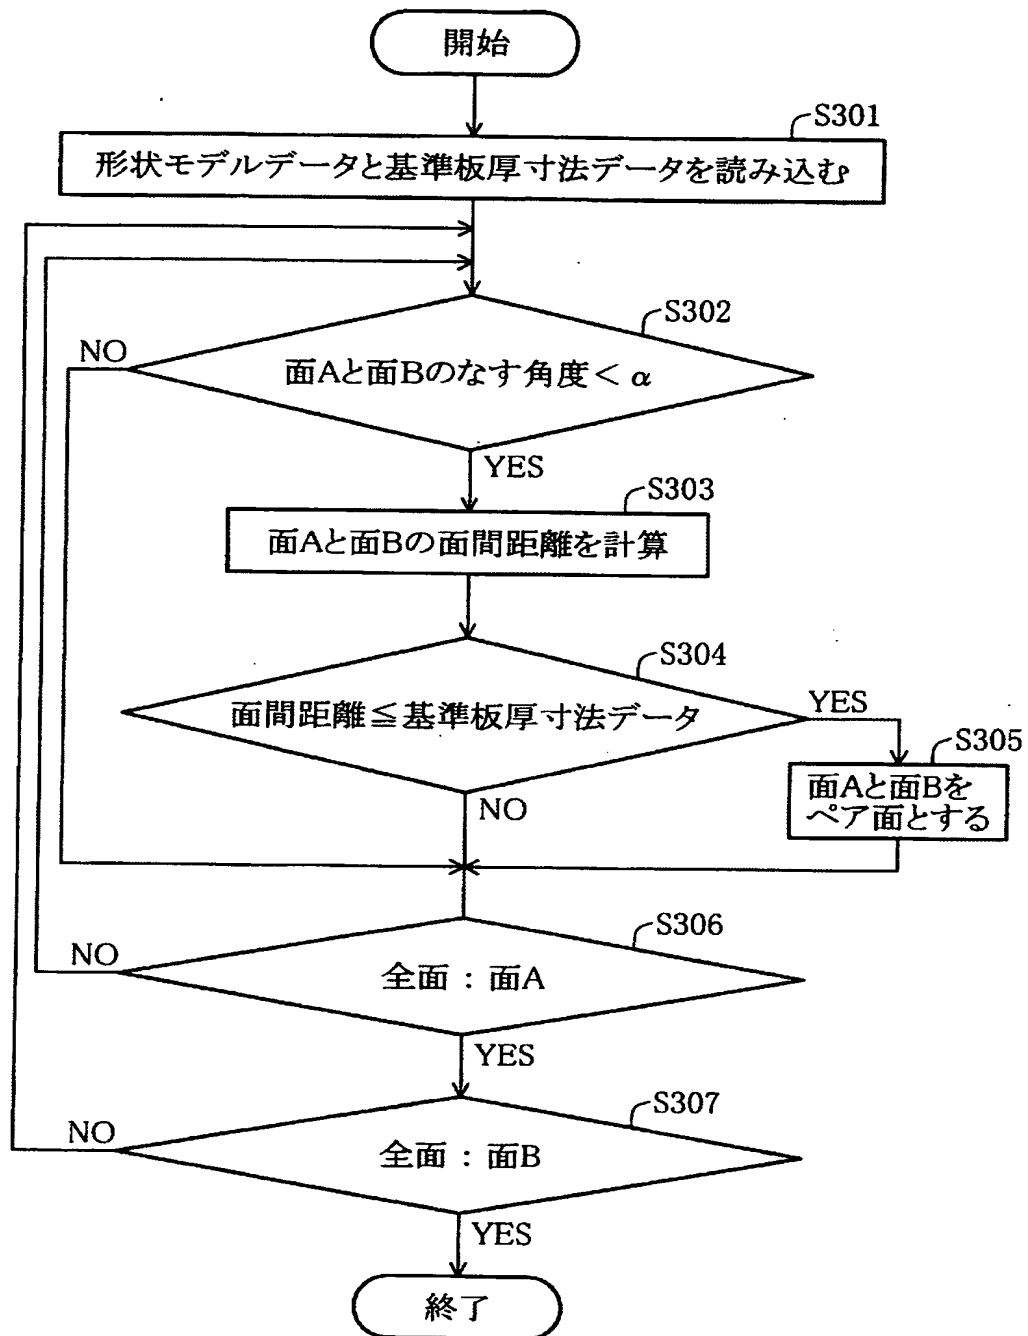 開始
S301
形状モデルデータと基準板厚寸法データを読み込む
S302
NO
面Aと面Bのなす角度< α
YES
S303
面Aと面Bの面間距離を計算
S304
面間距離≦基準板厚寸法データ
YES
S305
面Aと面Bを
ペア面とする
NO
S306
NO
全面:面A
YES
S307
NO
全面:面B
YES
終了